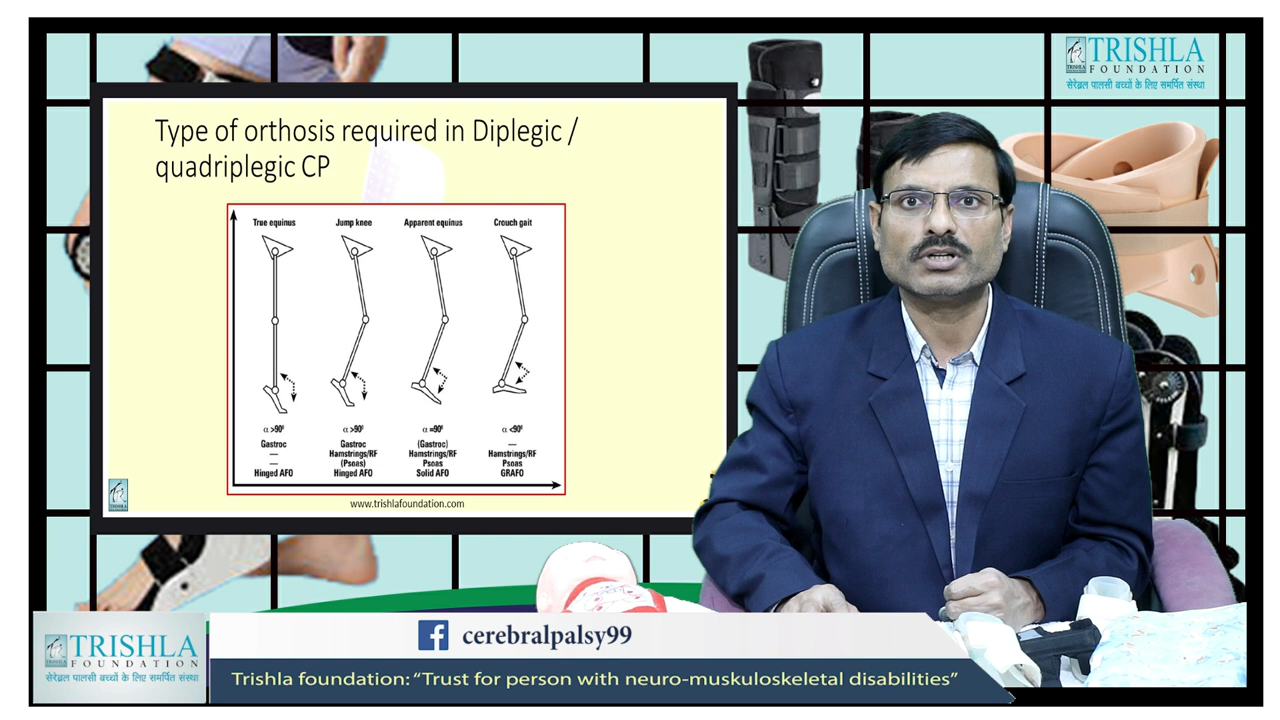 TRISHLA
FOUNDATION
सेरेब्रल पालसी बच्चों के लिए समर्पित संस्था
Type of orthosis required in Diplegic /
quadriplegic CP
True equinus Jump knee Apparent equinus Crouch gait
α >90⁰ α >90⁰ α =90⁰ α <90⁰
Gastroc Gastroc (Gastroc) —
— Hamstrings/RF Hamstrings/RF Hamstrings/RF
— (Psoas) Psoas Psoas
Hinged AFO Hinged AFO Solid AFO GRAFO
www.trishlafoundation.com
TRISHLA
FOUNDATION
सेरेब्रल पालसी बच्चों के लिए समर्पित संस्था
cerebralpalsy99
Trishla foundation: “Trust for person with neuro-muskuloskeletal disabilities”